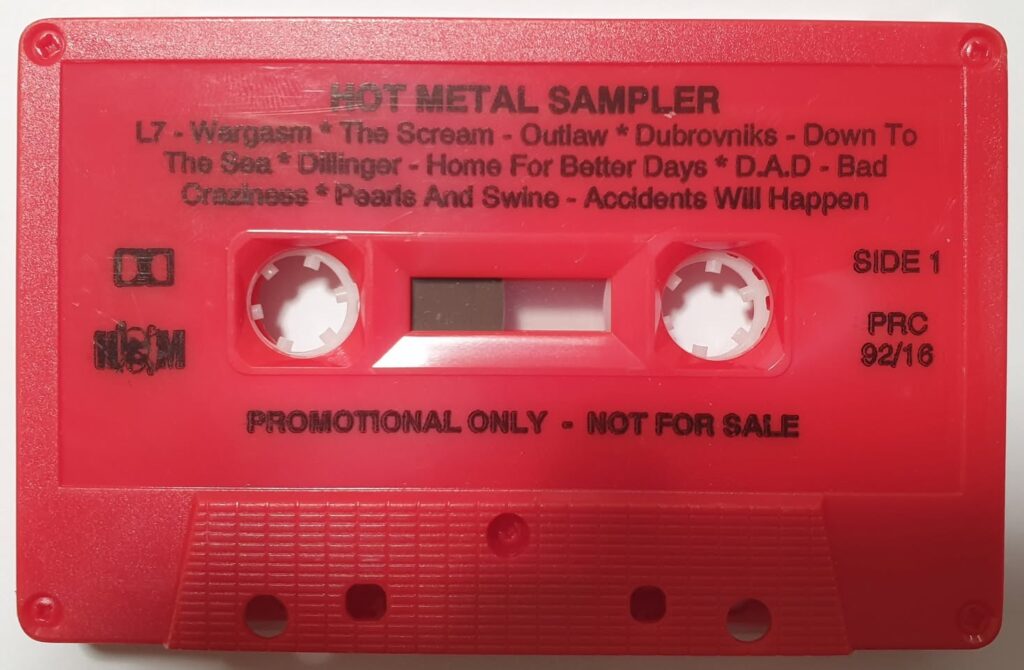 HOT METAL SAMPLER
L7 - Wargasm * The Scream - Outlaw * Dubrovniks - Down To
The Sea * Dillinger - Home For Better Days * D.A.D - Bad
Craziness * Pearls And Swine - Accidents Will Happen
SIDE 1
PRC
92/16
PROMOTIONAL ONLY - NOT FOR SALE